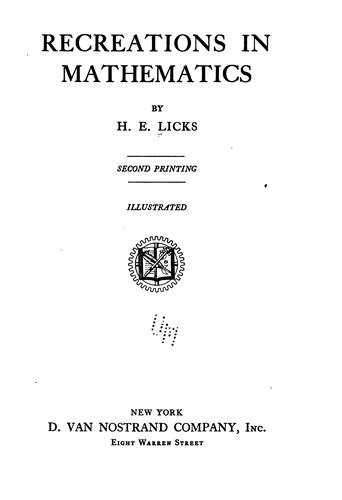 RECREATIONS IN
MATHEMATICS
BY
H. E. LICKS
SECOND PRINTING
ILLUSTRATED
NEW YORK
D. VAN NOSTRAND COMPANY, INC.
EIGHT WARREN STREET